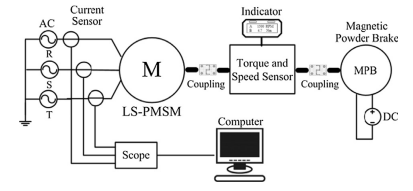 Current
Sensor
AC
R
S
T
M
LS-PMSM
Coupling
Indicator
Torque and
Speed Sensor
Coupling
Magnetic
Powder Brake
MPB
DC
Scope
Computer